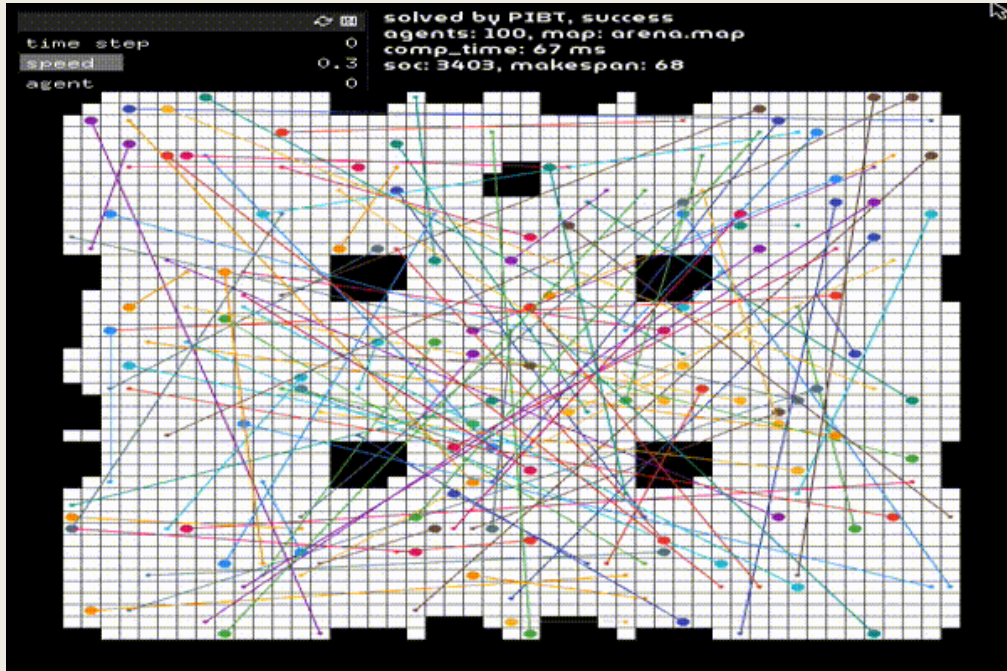 time step 0
speed 0.3
agent 0
solved by PIBT, success
agents: 100, map: arena.map
comp_time: 67 ms
soc: 3403, makespan: 68